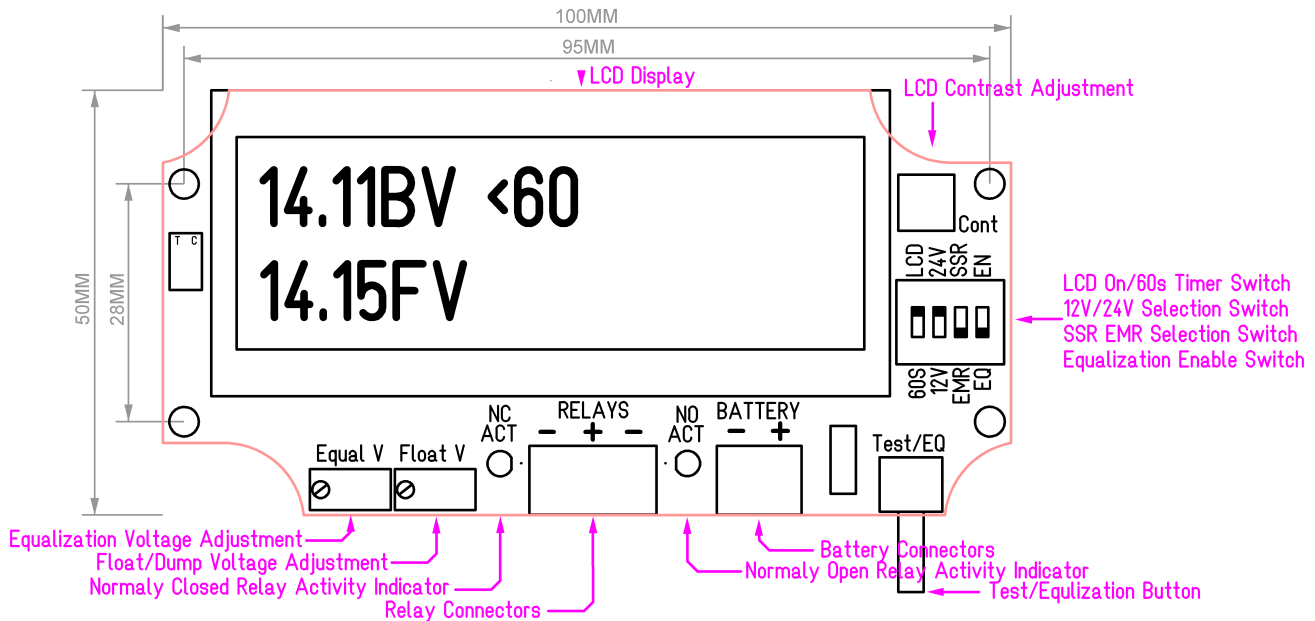 100MM
95MM
LCD Display
LCD Contrast Adjustment
14.11BV <60
14.15FV
Cont
T C
50MM
28MM
LCD
24V
SSR
EN
LCD On/60s Timer Switch
12V/24V Selection Switch
SSR EMR Selection Switch
Equalization Enable Switch
60S
12V
EMR
EQ
NC
ACT
RELAYS
- + -
NO
ACT
BATTERY
- +
Test/EQ
Equal V
Float V
Equalization Voltage Adjustment
Float/Dump Voltage Adjustment
Normaly Closed Relay Activity Indicator
Relay Connectors
Battery Connectors
Normaly Open Relay Activity Indicator
Test/Equlization Button